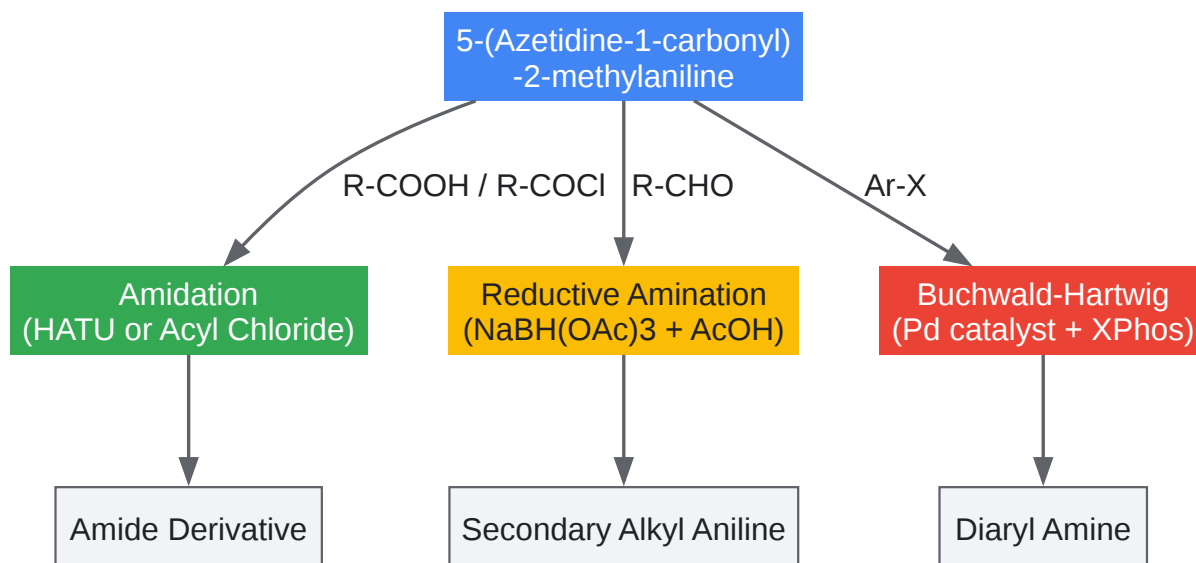 5-(Azetidine-1-carbonyl)
-2-methylaniline
R-COOH / R-COCl
R-CHO
Ar-X
Amidation
(HATU or Acyl Chloride)
Reductive Amination
(NaBH(OAc)3 + AcOH)
Buchwald-Hartwig
(Pd catalyst + XPhos)
Amide Derivative
Secondary Alkyl Aniline
Diaryl Amine